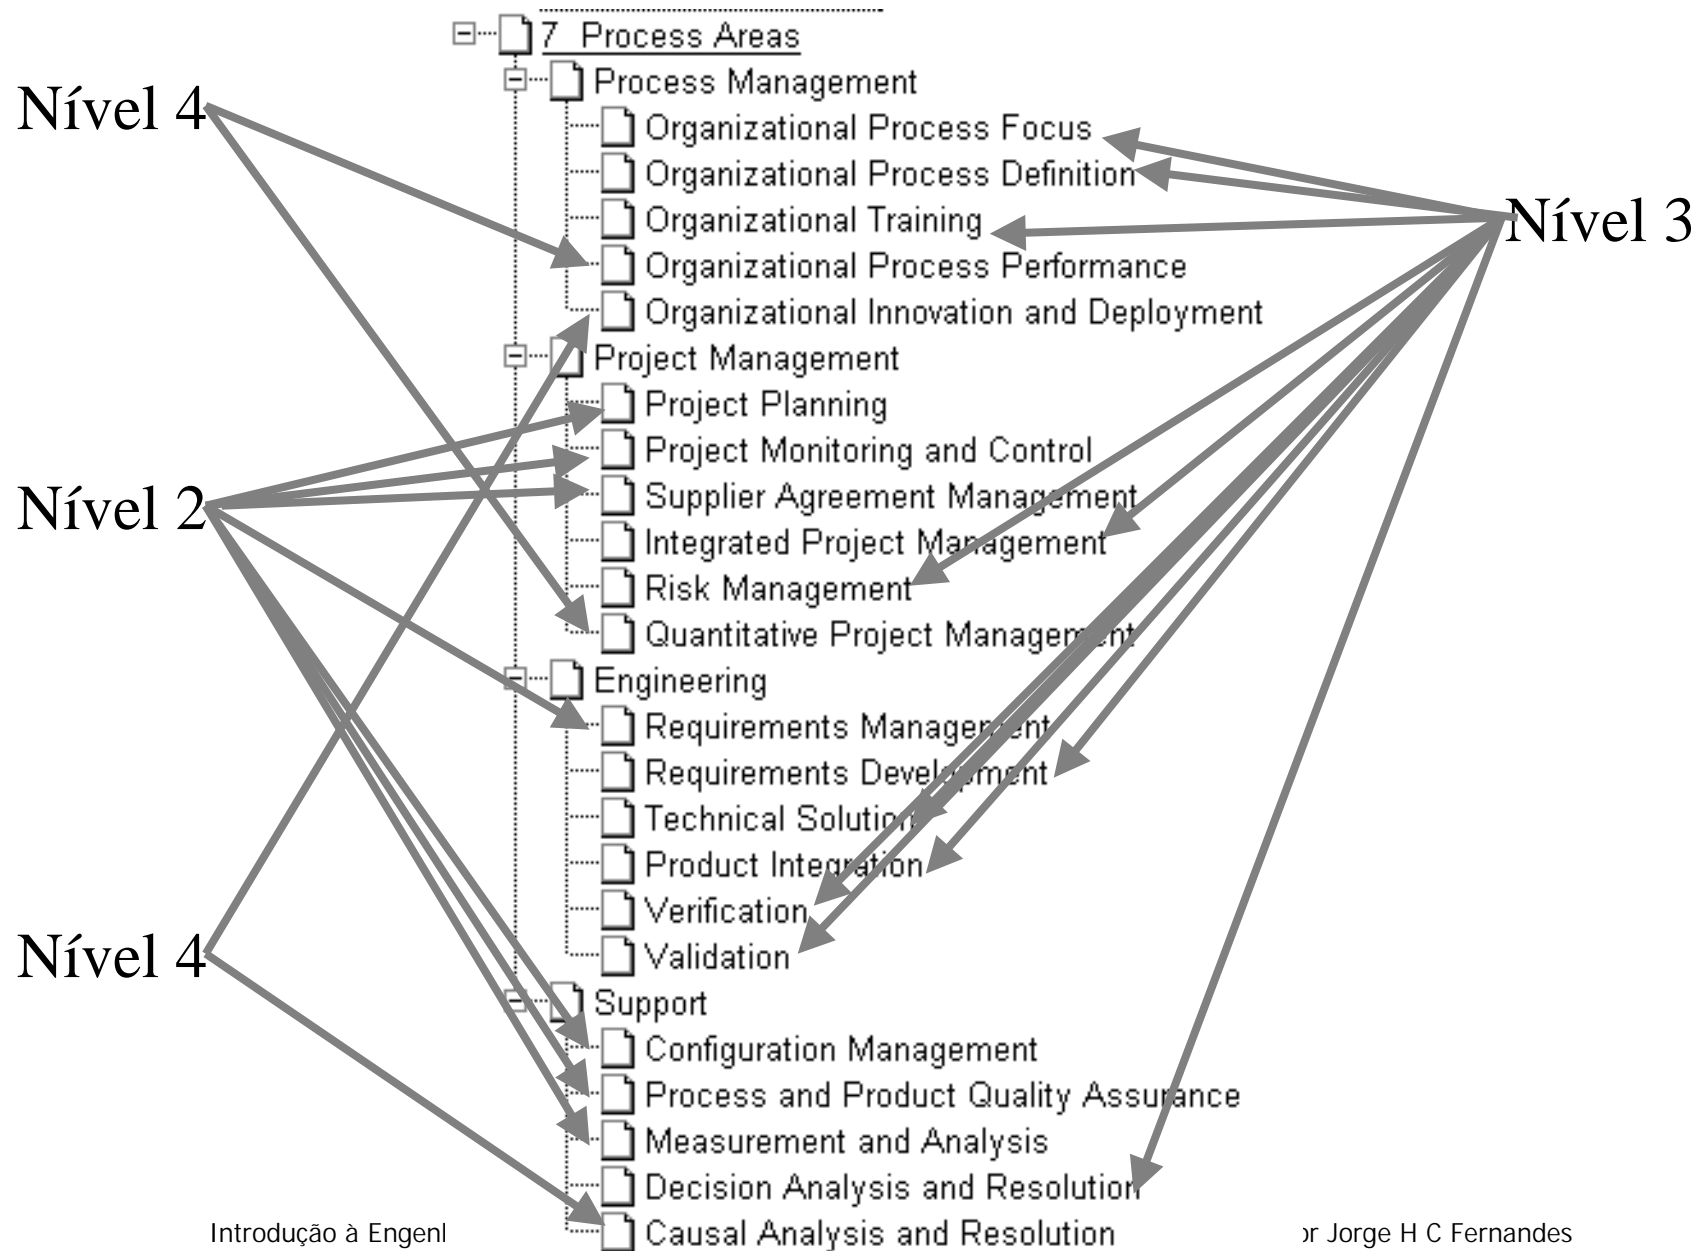 7 Process Areas
Process Management
Nível 4
Organizational Process Focus
Organizational Process Definition
Organizational Training
Nível 3
Organizational Process Performance
Organizational Innovation and Deployment
Project Management
Project Planning
Project Monitoring and Control
Supplier Agreement Management
Nível 2
Integrated Project Management
Risk Management
Quantitative Project Management
Engineering
Requirements Management
Requirements Development
Technical Solution
Product Integration
Verification
Validation
Nível 4
Support
Configuration Management
Process and Product Quality Assurance
Measurement and Analysis
Decision Analysis and Resolution
Causal Analysis and Resolution
Introdução à Jorge H C Fernandes